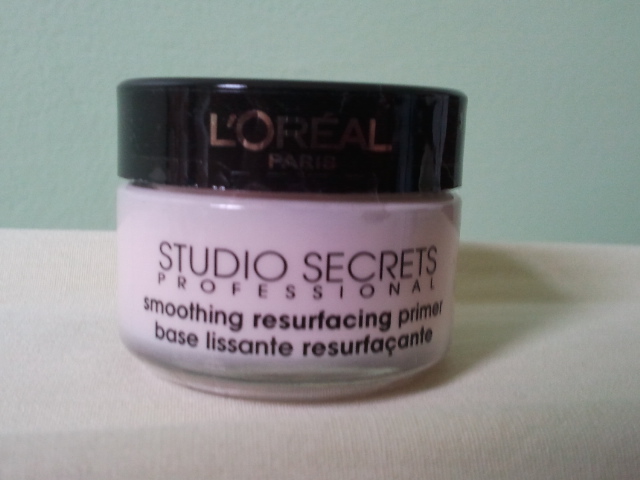 L'ORÉAL
PARIS
STUDIO SECRETS
PROFESSIONAL
smoothing resurfacing primer
base lissante resurfaçante